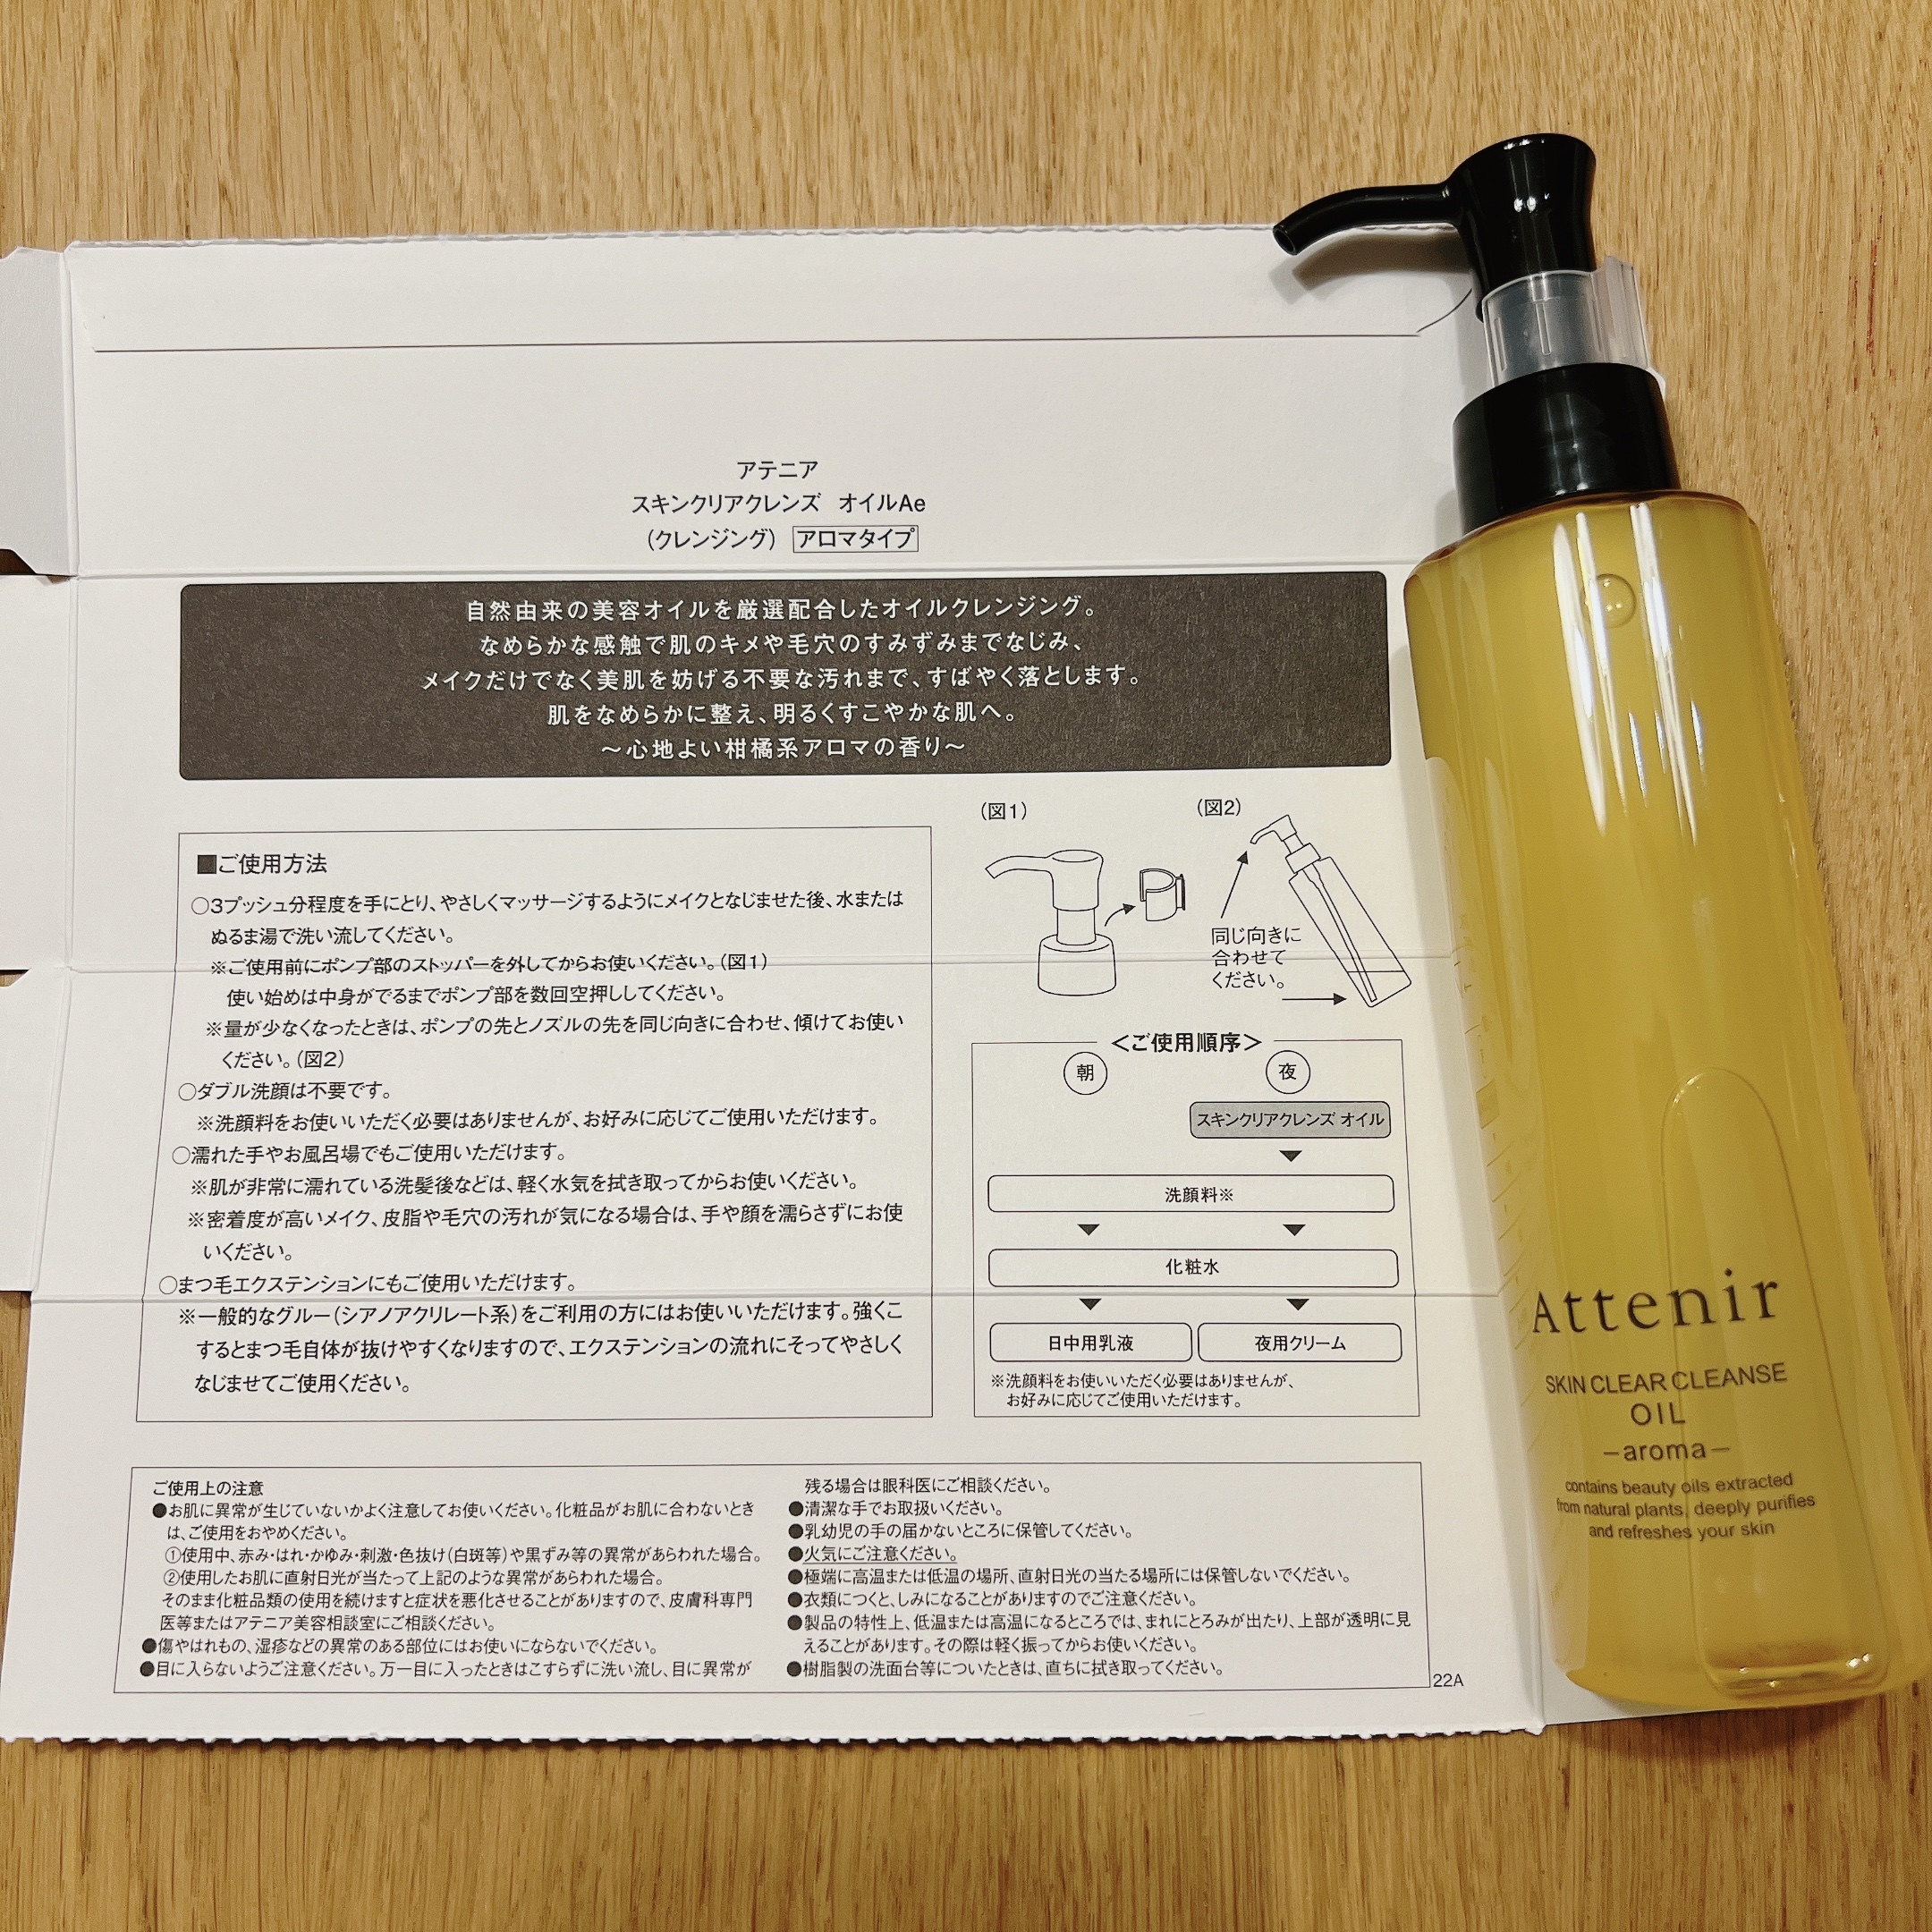 アテニア
スキンクリアクレンズ オイルAe
（クレンジング） アロマタイプ
自然由来の美容オイルを厳選配合したオイルクレンジング。
なめらかな感触で肌のキメや毛穴のすみずみまでなじみ、
メイクだけでなく美肌を妨げる不要な汚れまで、すばやく落とします。
肌をなめらかに整え、明るくすこやかな肌へ。
～心地よい柑橘系アロマの香り～
■ご使用方法
○3プッシュ分程度を手にとり、やさしくマッサージするようにメイクとなじませた後、水または
ぬるま湯で洗い流してください。
※ご使用前にポンプ部のストッパーを外してからお使いください。（図1）
使い始めは中身がでるまでポンプ部を数回空押ししてください。
※量が少なくなったときは、ポンプの先とノズルの先を同じ向きに合わせ、傾けてお使い
ください。（図2）
○ダブル洗顔は不要です。
※洗顔料をお使いいただく必要はありませんが、お好みに応じてご使用いただけます。
○濡れた手やお風呂場でもご使用いただけます。
※肌が非常に濡れている洗髪後などは、軽く水気を拭き取ってからお使いください。
※密着度が高いメイク、皮脂や毛穴の汚れが気になる場合は、手や顔を濡らさずにお使
いください。
○まつ毛エクステンションにもご使用いただけます。
※一般的なグルー（シアノアクリレート系）をご利用の方にはお使いいただけます。強くこ
するとまつ毛自体が抜けやすくなりますので、エクステンションの流れにそってやさしく
なじませてご使用ください。
（図1）
（図2）
同じ向きに
合わせて
ください。
＜ご使用順序＞
朝 夜
スキンクリアクレンズ オイル
洗顔料※
化粧水
日中用乳液 夜用クリーム
※洗顔料をお使いいただく必要はありませんが、
お好みに応じてご使用いただけます。
ご使用上の注意
●お肌に異常が生じていないかよく注意してお使いください。化粧品がお肌に合わないとき
は、ご使用をおやめください。
①使用中、赤み・はれ・かゆみ・刺激・色抜け（白斑等）や黒ずみ等の異常があらわれた場合。
②使用したお肌に直射日光が当たって上記のような異常があらわれた場合。
そのまま化粧品類の使用を続けますと症状を悪化させることがありますので、皮膚科専門
医等またはアテニア美容相談室にご相談ください。
●傷やはれもの、湿疹などの異常のある部位にはお使いにならないでください。
●目に入らないようご注意ください。万一目に入ったときはこすらずに洗い流し、目に異常が
残る場合は眼科医にご相談ください。
●清潔な手でお取扱いください。
●乳幼児の手の届かないところに保管してください。
●火気にご注意ください。
●極端に高温または低温の場所、直射日光の当たる場所には保管しないでください。
●衣類につくと、しみになることがありますのでご注意ください。
●製品の特性上、低温または高温になるところでは、まれにとろみが出たり、上部が透明に見
えることがあります。その際は軽く振ってからお使いください。
●樹脂製の洗面台等についたときは、直ちに拭き取ってください。
22A
Attenir
SKIN CLEAR CLEANSE
OIL
—aroma—
contains beauty oils extracted
from natural plants, deeply purifies
and refreshes your skin